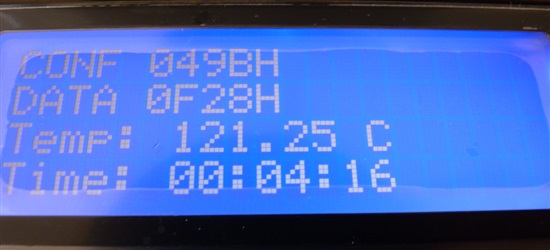 CONF 049BH
DATA 0F28H
Temp: 121.25 C
Time: 00:04:16